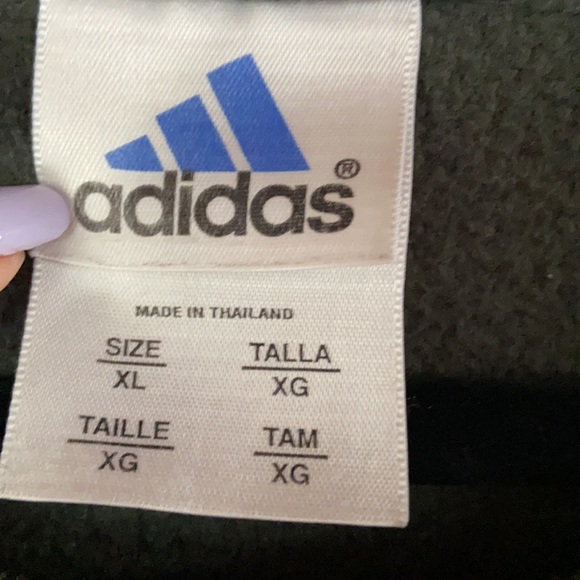 adidas®
MADE IN THAILAND
SIZE TALLA
XL XG
TAILLE TAM
XG XG